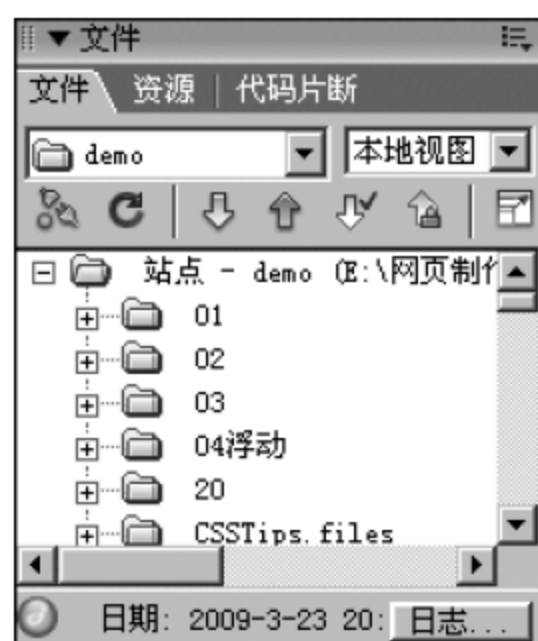 文件
文件 资源 代码片断
demo 本地视图
站点 - demo (E:\网页制作
01
02
03
04浮动
20
CSSTips.files
日期: 2009-3-23 20: 日志...